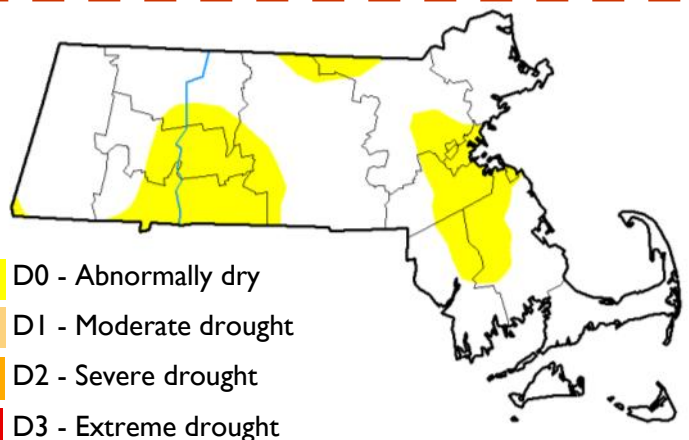 D0 - Abnormally dry
D1 - Moderate drought
D2 - Severe drought
D3 - Extreme drought